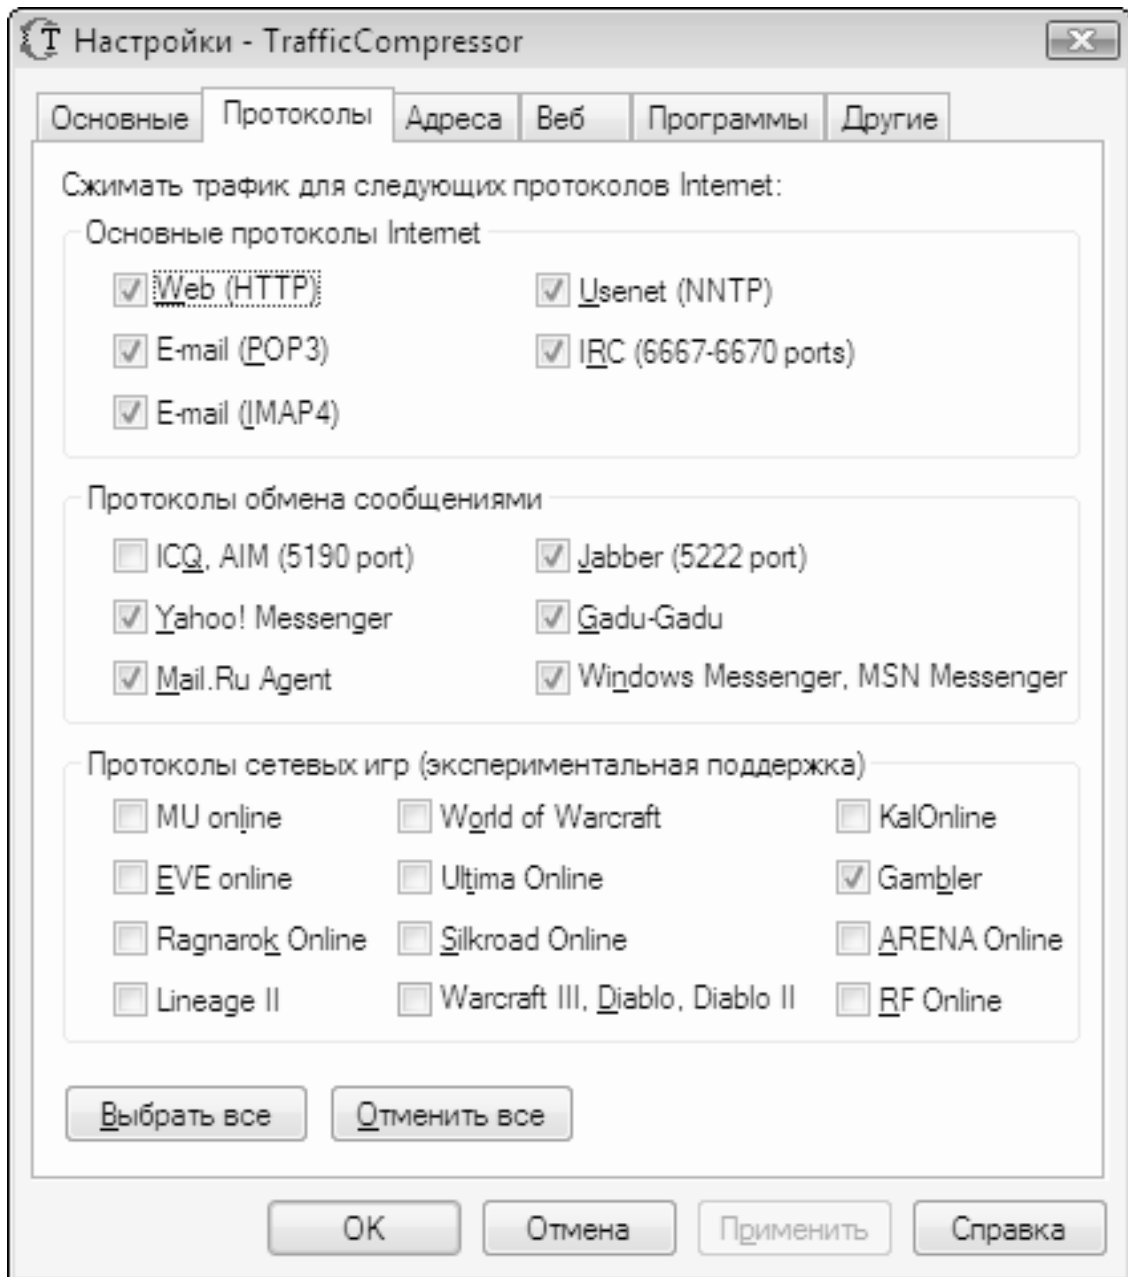 Настройки - TrafficCompressor
Основные Протоколы Адреса Веб Программы Другие
Сжимать трафик для следующих протоколов Internet:
Основные протоколы Internet
Web (HTTP) Usenet (NNTP)
E-mail (POP3) IRC (6667-6670 ports)
E-mail (IMAP4)
Протоколы обмена сообщениями
ICQ, AIM (5190 port) Jabber (5222 port)
Yahoo! Messenger Gadu-Gadu
Mail.Ru Agent Windows Messenger, MSN Messenger
Протоколы сетевых игр (экспериментальная поддержка)
MU online World of Warcraft KalOnline
EVE online Ultima Online Gambler
Ragnarok Online Silkroad Online ARENA Online
Lineage II Warcraft III, Diablo, Diablo II RF Online
Выбрать все Отменить все
OK Отмена Применить Справка